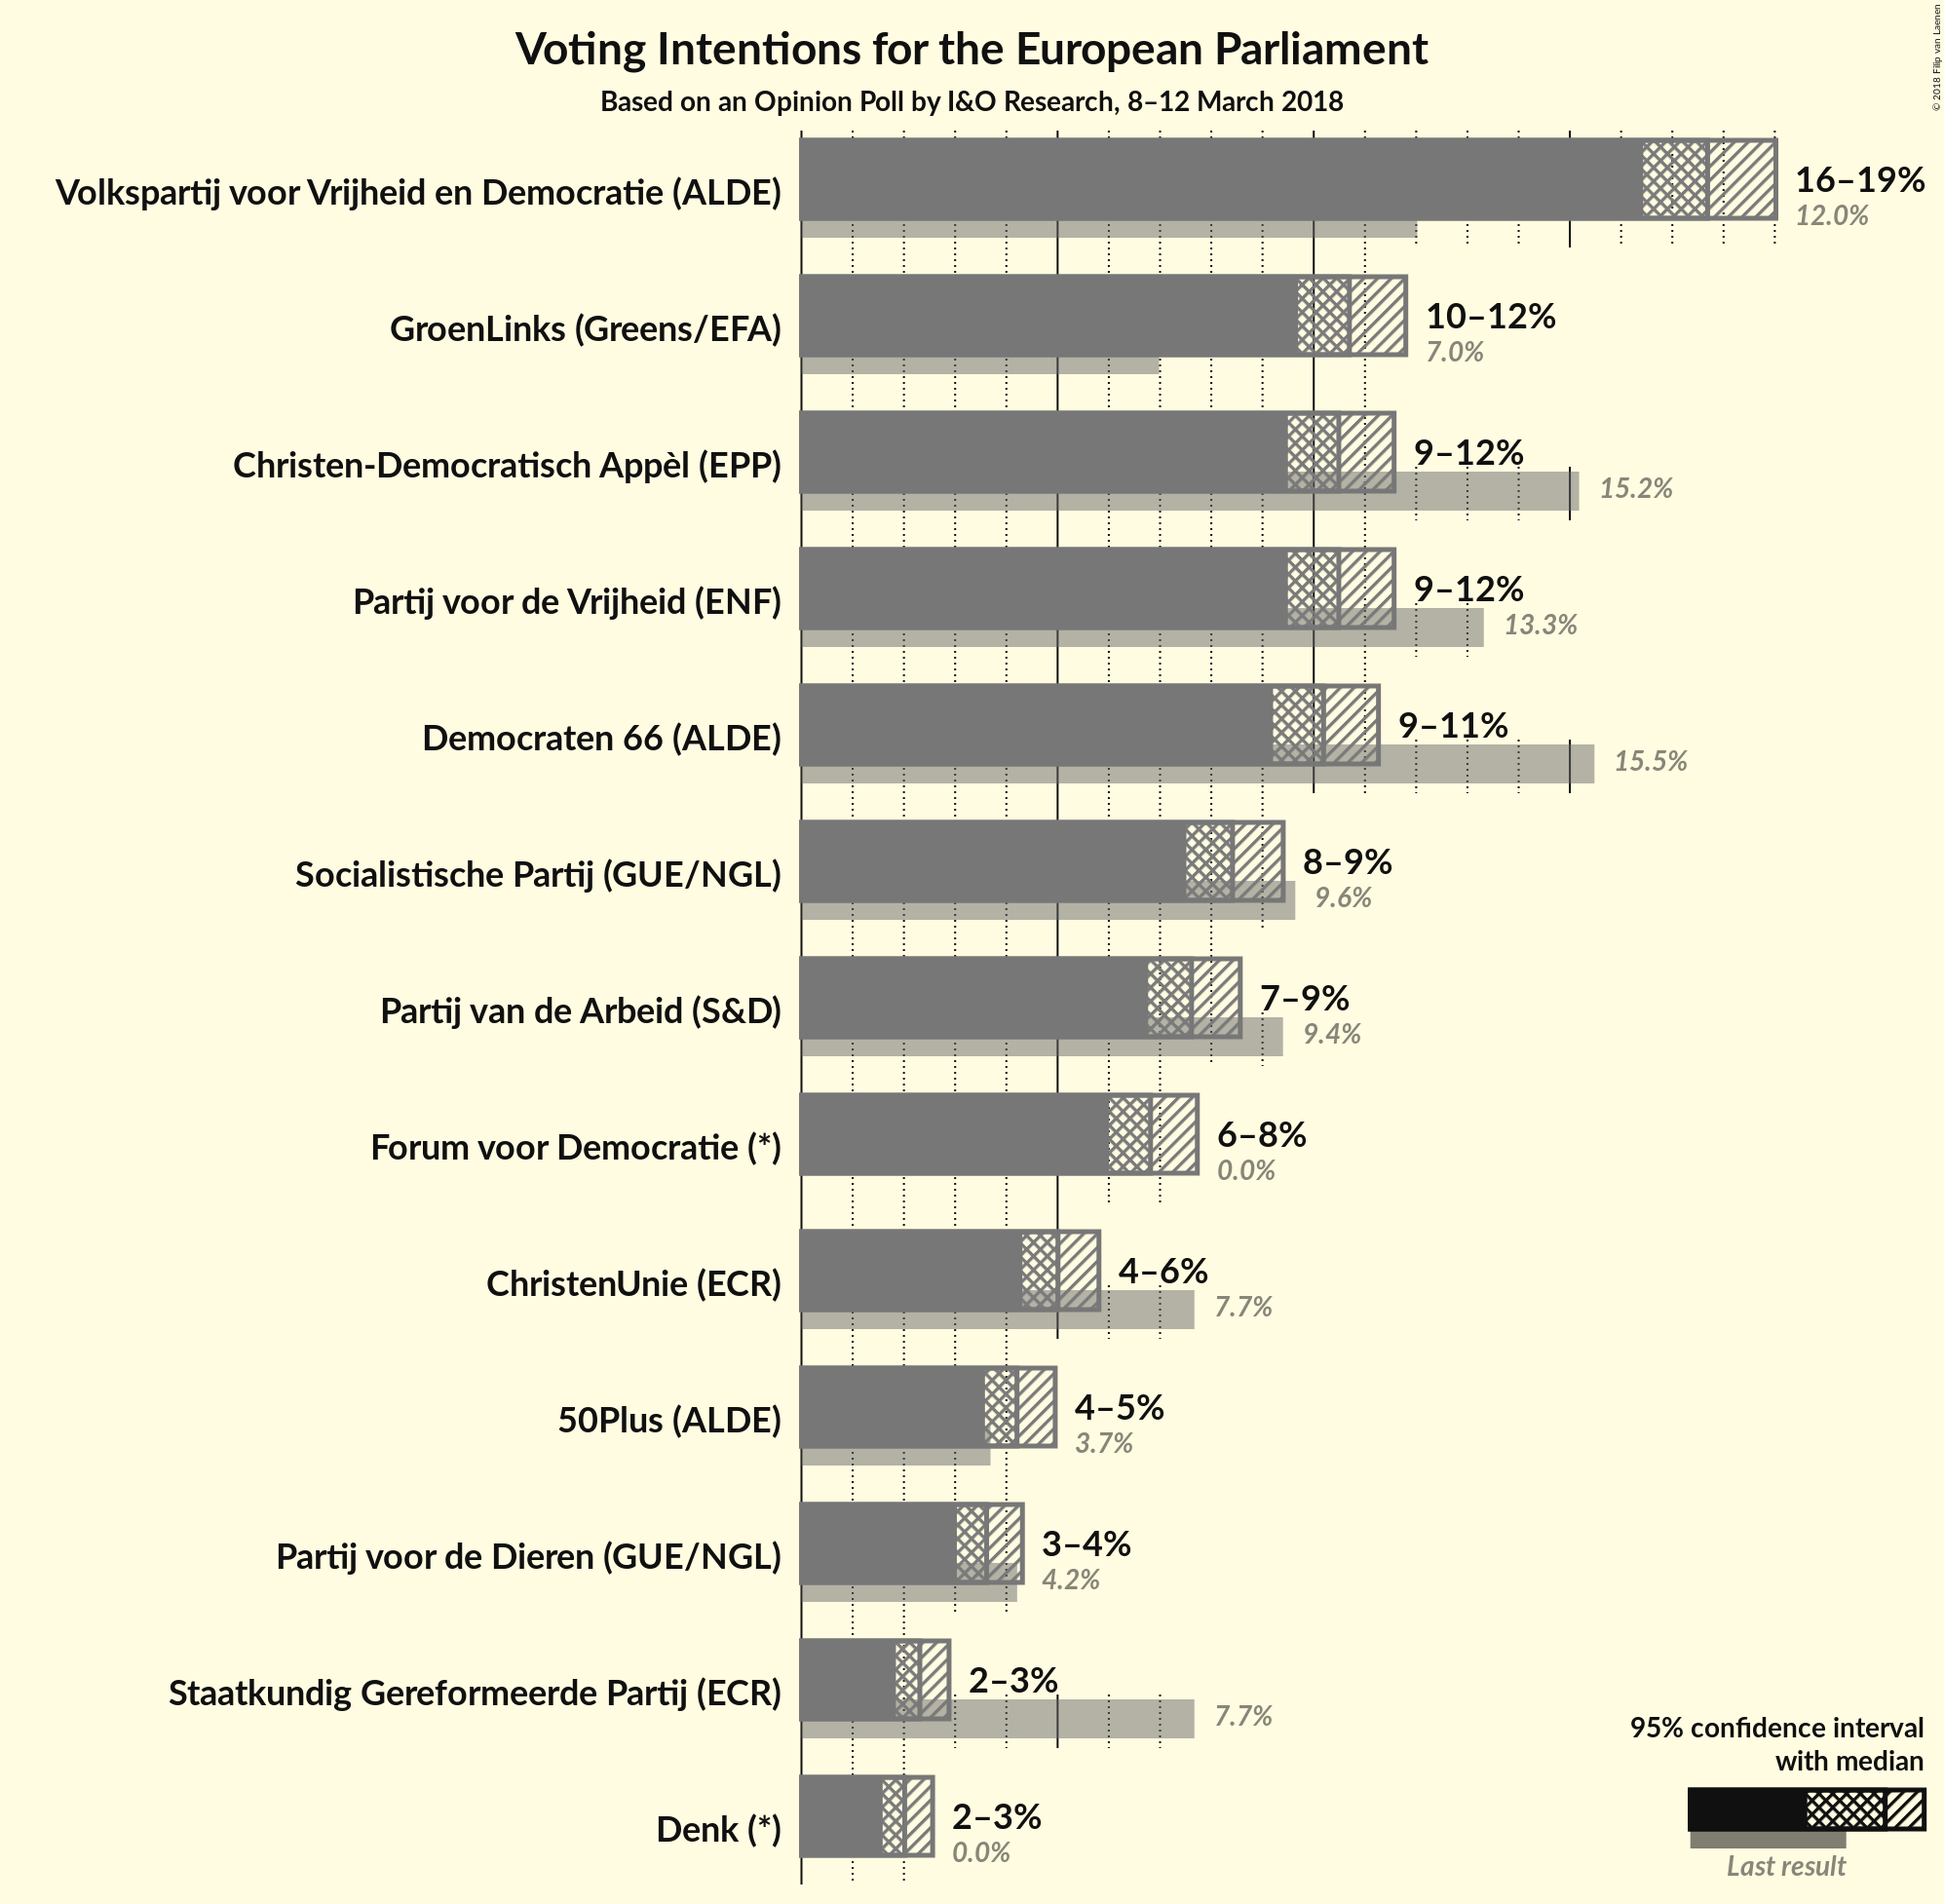 Voting Intentions for the European Parliament
Based on an Opinion Poll by I&O Research, 8–12 March 2018
© 2018 Filip van Laenen
Volkspartij voor Vrijheid en Democratie (ALDE)
16–19%
12.0%
GroenLinks (Greens/EFA)
10–12%
7.0%
Christen-Democratisch Appèl (EPP)
9–12%
15.2%
Partij voor de Vrijheid (ENF)
9–12%
13.3%
Democraten 66 (ALDE)
9–11%
15.5%
Socialistische Partij (GUE/NGL)
8–9%
9.6%
Partij van de Arbeid (S&D)
7–9%
9.4%
Forum voor Democratie (*)
6–8%
0.0%
ChristenUnie (ECR)
4–6%
7.7%
50Plus (ALDE)
4–5%
3.7%
Partij voor de Dieren (GUE/NGL)
3–4%
4.2%
Staatkundig Gereformeerde Partij (ECR)
2–3%
7.7%
Denk (*)
2–3%
0.0%
95% confidence interval
with median
Last result